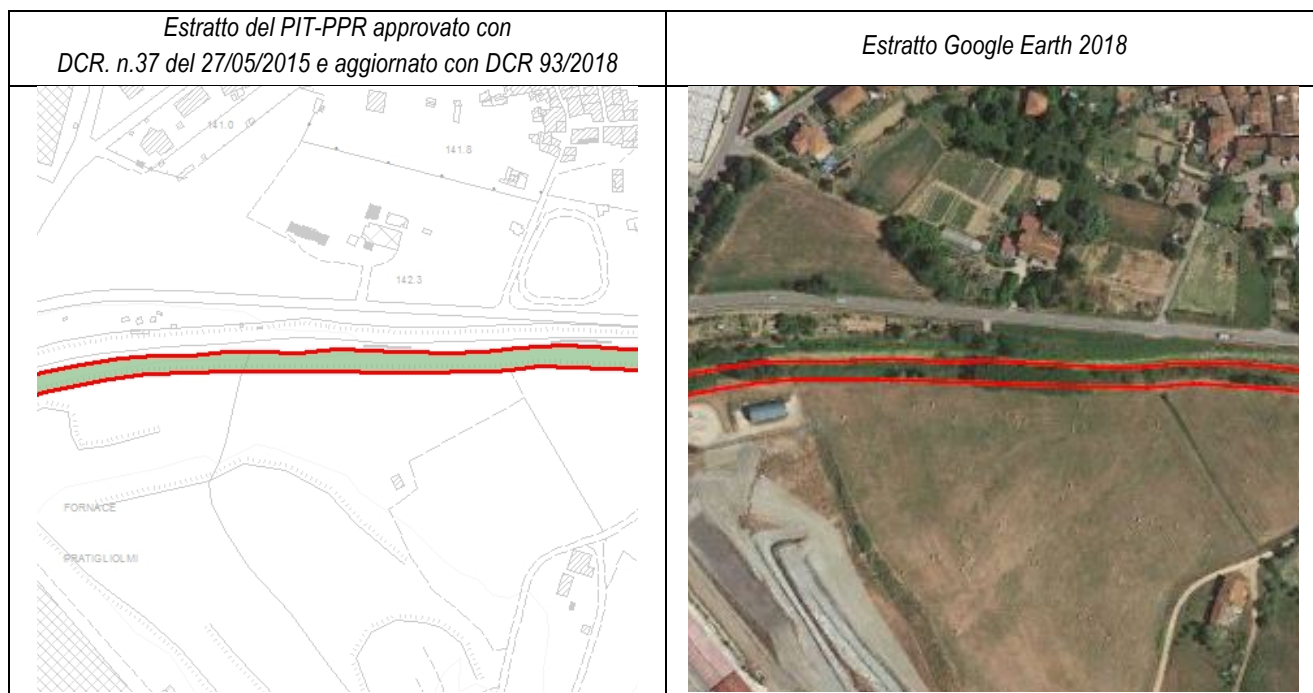 Estratto del PIT-PPR approvato con
DCR. n.37 del 27/05/2015 e aggiornato con DCR 93/2018
Estratto Google Earth 2018
141.0
141.8
142.3
FORNACE
PRATIGLIOLMI